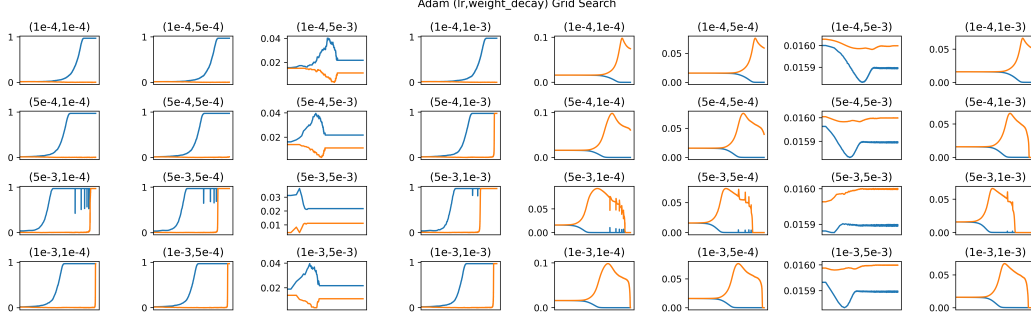 Adam (lr,weight_decay) Grid Search
(1e-4,1e-4) (1e-4,5e-4) (1e-4,5e-3) (1e-4,1e-3) (1e-4,1e-4) (1e-4,5e-4) (1e-4,5e-3) (1e-4,1e-3)
1 1 0.04 1 0.1 0.05 0.0160 0.05
0 0 0.02 0 0.0 0.00 0.0159 0.00
(5e-4,1e-4) (5e-4,5e-4) (5e-4,5e-3) (5e-4,1e-3) (5e-4,1e-4) (5e-4,5e-4) (5e-4,5e-3) (5e-4,1e-3)
1 1 0.04 1 0.1 0.05 0.0160 0.05
0 0 0.02 0 0.0 0.00 0.0159 0.00
(5e-3,1e-4) (5e-3,5e-4) (5e-3,5e-3) (5e-3,1e-3) (5e-3,1e-4) (5e-3,5e-4) (5e-3,5e-3) (5e-3,1e-3)
1 1 0.03 1 0.05 0.05 0.0160 0.05
0 0 0.02 0 0.00 0.00 0.0159 0.00
0.01
(1e-3,1e-4) (1e-3,5e-4) (1e-3,5e-3) (1e-3,1e-3) (1e-3,1e-4) (1e-3,5e-4) (1e-3,5e-3) (1e-3,1e-3)
1 1 0.04 1 0.1 0.05 0.0160 0.05
0 0 0.02 0 0.0 0.00 0.0159 0.00
0.00